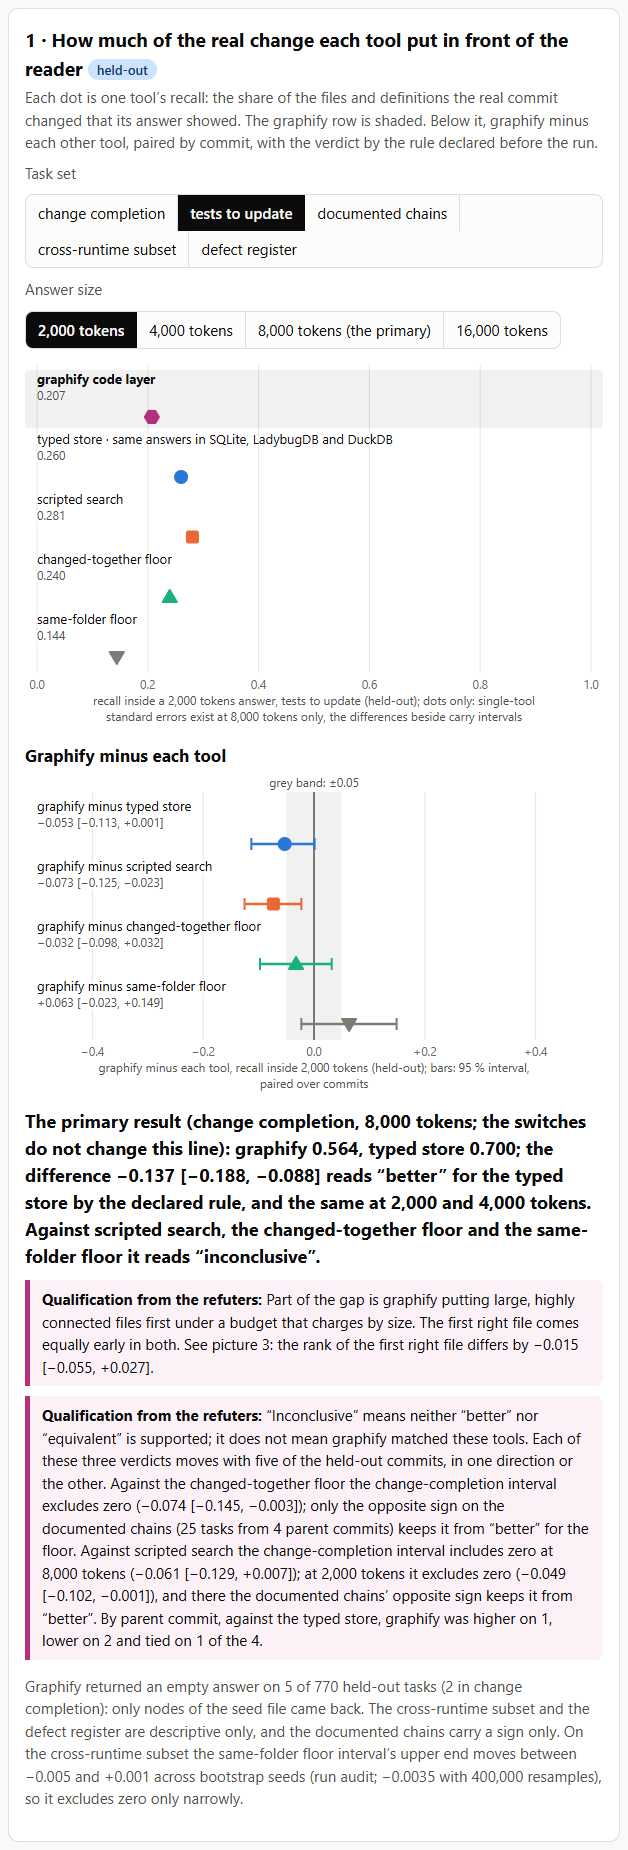 1 · How much of the real change each tool put in front of the
reader held-out
Each dot is one tool’s recall: the share of the files and definitions the real commit
changed that its answer showed. The graphify row is shaded. Below it, graphify minus
each other tool, paired by commit, with the verdict by the rule declared before the run.
Task set
change completion tests to update documented chains
cross-runtime subset defect register
Answer size
2,000 tokens 4,000 tokens 8,000 tokens (the primary) 16,000 tokens
graphify code layer
0.207
typed store · same answers in SQLite, LadybugDB and DuckDB
0.260
scripted search
0.281
changed-together floor
0.240
same-folder floor
0.144
0.0 0.2 0.4 0.6 0.8 1.0
recall inside a 2,000 tokens answer, tests to update (held-out); dots only: single-tool
standard errors exist at 8,000 tokens only, the differences beside carry intervals
Graphify minus each tool
grey band: ±0.05
graphify minus typed store
−0.053 [−0.113, +0.001]
graphify minus scripted search
−0.073 [−0.125, −0.023]
graphify minus changed-together floor
−0.032 [−0.098, +0.032]
graphify minus same-folder floor
+0.063 [−0.023, +0.149]
−0.4 −0.2 0.0 +0.2 +0.4
graphify minus each tool, recall inside 2,000 tokens (held-out); bars: 95 % interval,
paired over commits
The primary result (change completion, 8,000 tokens; the switches
do not change this line): graphify 0.564, typed store 0.700; the
difference −0.137 [−0.188, −0.088] reads “better” for the typed
store by the declared rule, and the same at 2,000 and 4,000 tokens.
Against scripted search, the changed-together floor and the same-
folder floor it reads “inconclusive”.
Qualification from the refuters: Part of the gap is graphify putting large, highly
connected files first under a budget that charges by size. The first right file comes
equally early in both. See picture 3: the rank of the first right file differs by −0.015
[−0.055, +0.027].
Qualification from the refuters: “Inconclusive” means neither “better” nor
“equivalent” is supported; it does not mean graphify matched these tools. Each of
these three verdicts moves with five of the held-out commits, in one direction or
the other. Against the changed-together floor the change-completion interval
excludes zero (−0.074 [−0.145, −0.003]); only the opposite sign on the
documented chains (25 tasks from 4 parent commits) keeps it from “better” for the
floor. Against scripted search the change-completion interval includes zero at
8,000 tokens (−0.061 [−0.129, +0.007]); at 2,000 tokens it excludes zero (−0.049
[−0.102, −0.001]), and there the documented chains’ opposite sign keeps it from
“better”. By parent commit, against the typed store, graphify was higher on 1,
lower on 2 and tied on 1 of the 4.
Graphify returned an empty answer on 5 of 770 held-out tasks (2 in change
completion): only nodes of the seed file came back. The cross-runtime subset and the
defect register are descriptive only, and the documented chains carry a sign only. On
the cross-runtime subset the same-folder floor interval’s upper end moves between
−0.005 and +0.001 across bootstrap seeds (run audit; −0.0035 with 400,000 resamples),
so it excludes zero only narrowly.